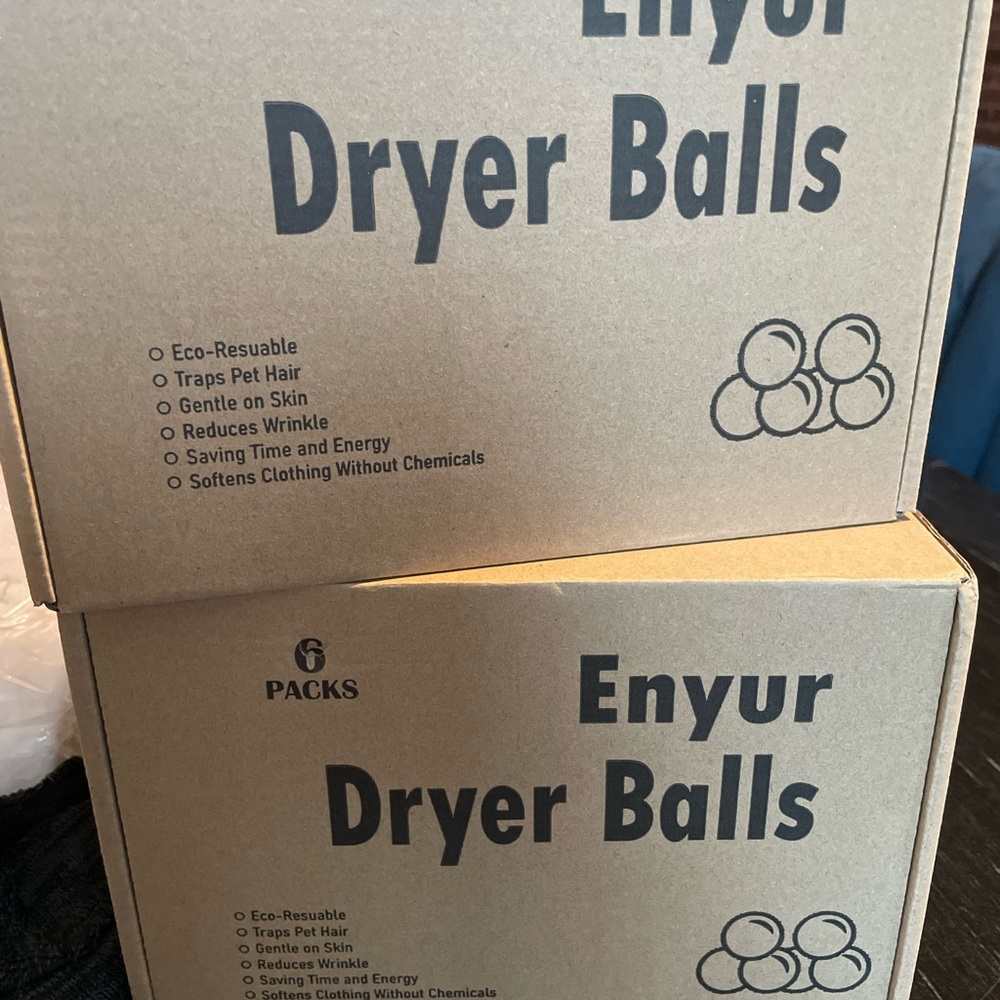 Enyur
Dryer Balls
Eco-Resuable
Traps Pet Hair
Gentle on Skin
Reduces Wrinkle
Saving Time and Energy
Softens Clothing Without Chemicals
6
PACKS
Enyur
Dryer Balls
Eco-Resuable
Traps Pet Hair
Gentle on Skin
Reduces Wrinkle
Saving Time and Energy
Softens Clothing Without Chemicals